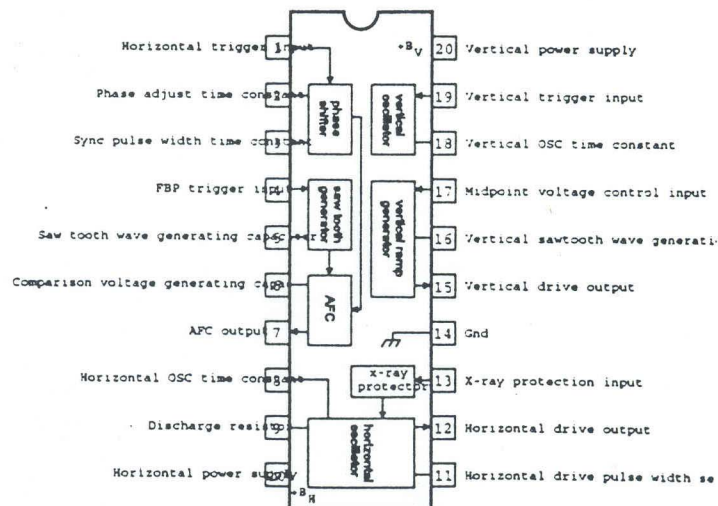 Horizontal trigger input
1
+BV
20 Vertical power supply
Phase adjust time constant
2
phase shifter
vertical oscillator
19 Vertical trigger input
Sync pulse width time constant
3
18 Vertical OSC time constant
FBP trigger input
4
saw tooth generator
vertical ramp generator
17 Midpoint voltage control input
Saw tooth wave generating capacitor
5
16 Vertical sawtooth wave generati
Comparison voltage generating capa
6
AFC
15 Vertical drive output
AFC output
7
14 Gnd
Horizontal OSC time constant
8
x-ray protector
13 X-ray protection input
Discharge resistor
9
horizontal oscillator
12 Horizontal drive output
Horizontal power supply
10
+BH
11 Horizontal drive pulse width se